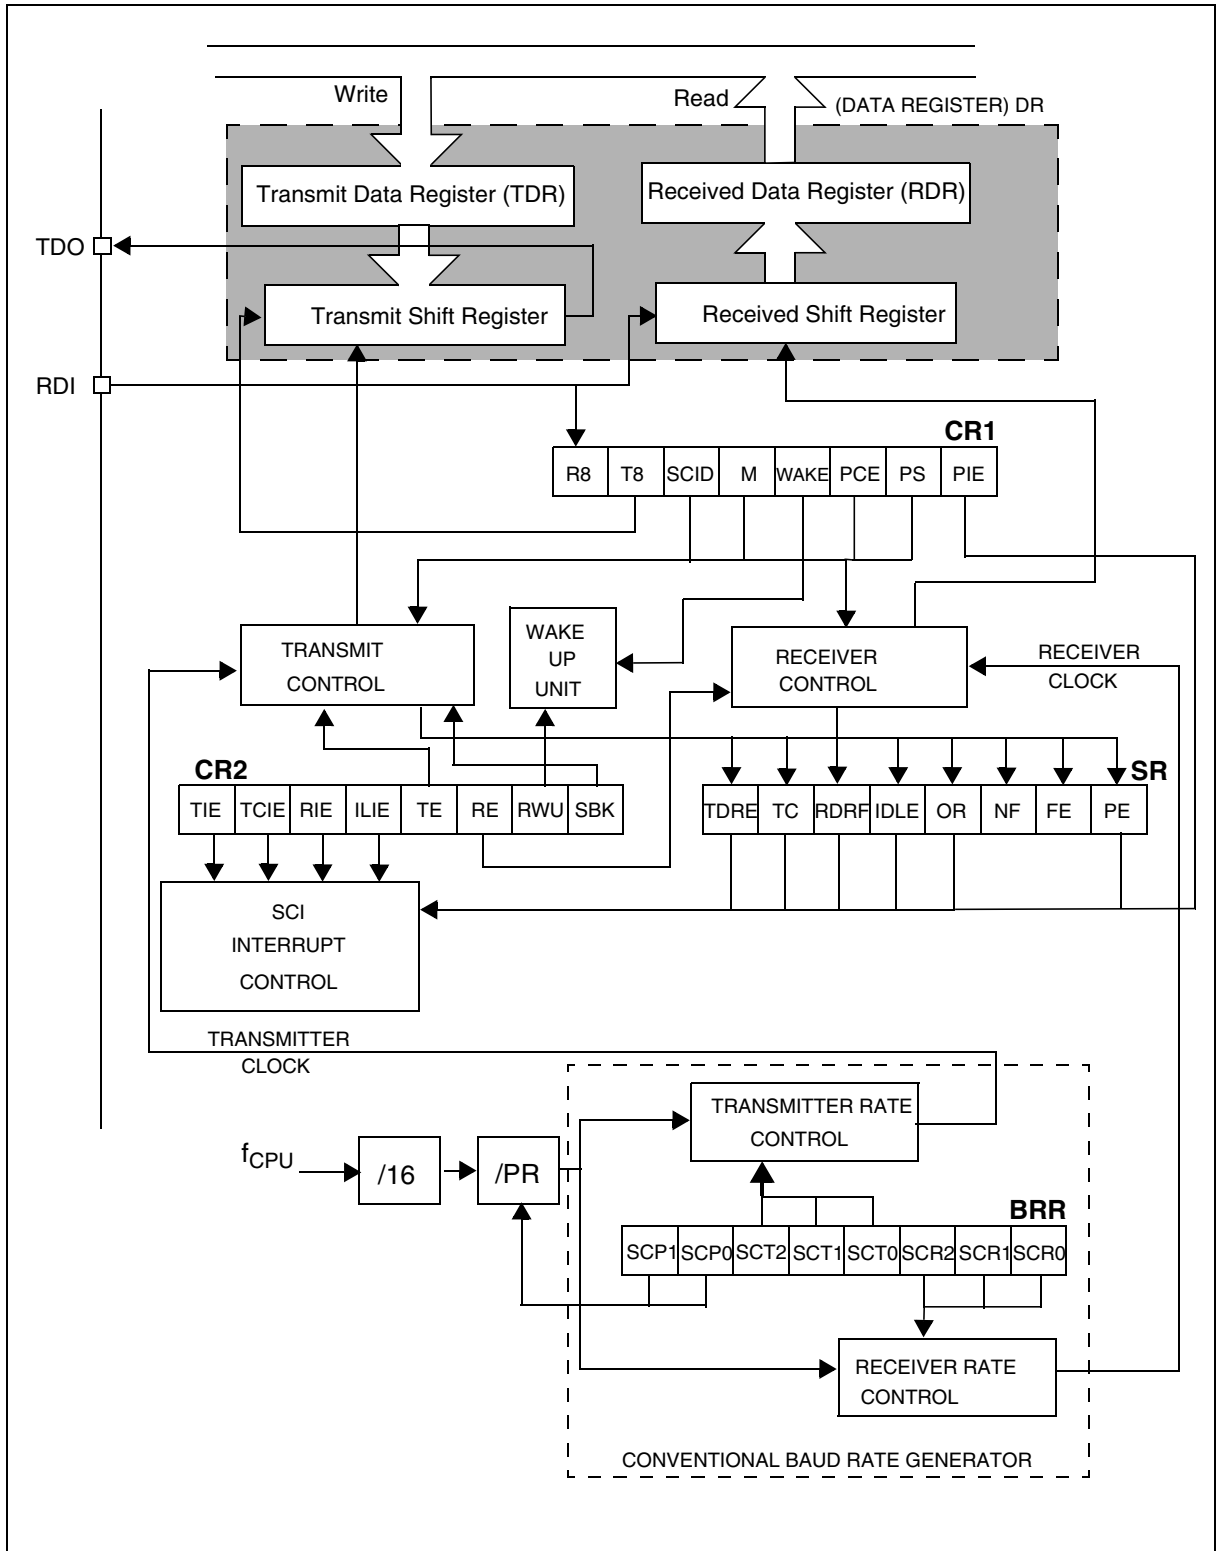 Write
Read
(DATA REGISTER) DR
Transmit Data Register (TDR)
Received Data Register (RDR)
TDO
Transmit Shift Register
Received Shift Register
RDI
CR1
R8 T8 SCID M WAKE PCE PS PIE
TRANSMIT
CONTROL
WAKE
UP
UNIT
RECEIVER
CONTROL
RECEIVER
CLOCK
CR2
TIE TCIE RIE ILIE TE RE RWU SBK
SR
TDRE TC RDRF IDLE OR NF FE PE
SCI
INTERRUPT
CONTROL
TRANSMITTER
CLOCK
TRANSMITTER RATE
CONTROL
fCPU
/16
/PR
BRR
SCP1 SCP0 SCT2 SCT1 SCT0 SCR2 SCR1 SCR0
RECEIVER RATE
CONTROL
CONVENTIONAL BAUD RATE GENERATOR